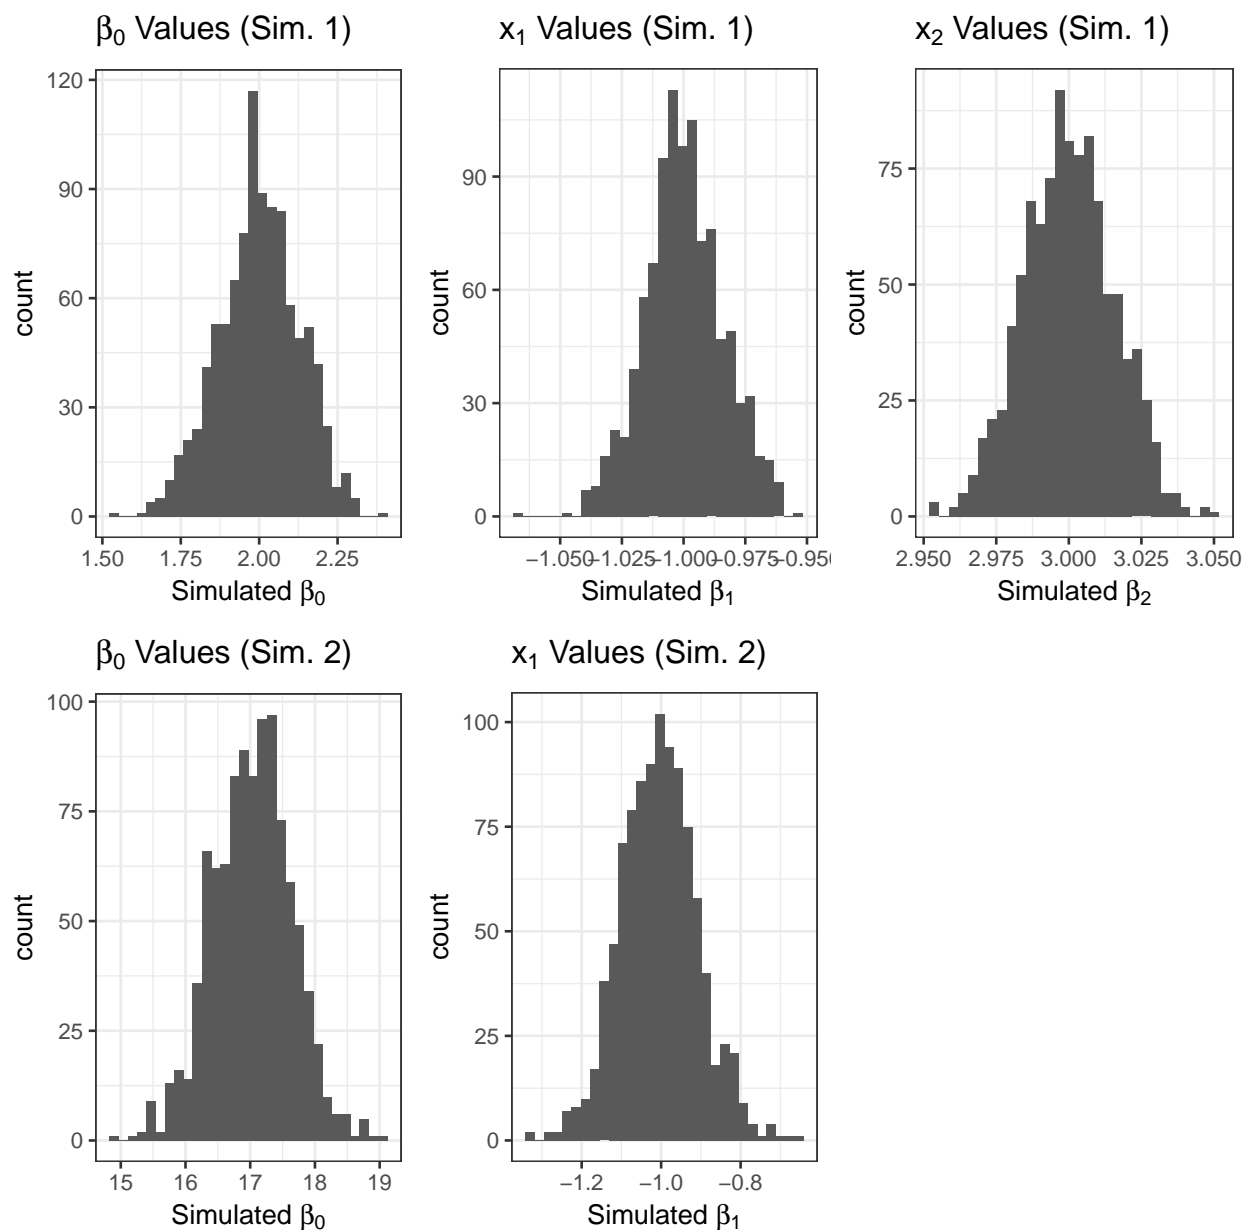 β₀ Values (Sim. 1)
x₁ Values (Sim. 1)
x₂ Values (Sim. 1)
count
120
90
60
30
0
1.50 1.75 2.00 2.25
Simulated β₀
count
90
60
30
0
−1.050 −1.025 −1.000 −0.975 −0.950
Simulated β₁
count
75
50
25
0
2.950 2.975 3.000 3.025 3.050
Simulated β₂
β₀ Values (Sim. 2)
x₁ Values (Sim. 2)
count
100
75
50
25
0
15 16 17 18 19
Simulated β₀
count
100
75
50
25
0
−1.2 −1.0 −0.8
Simulated β₁